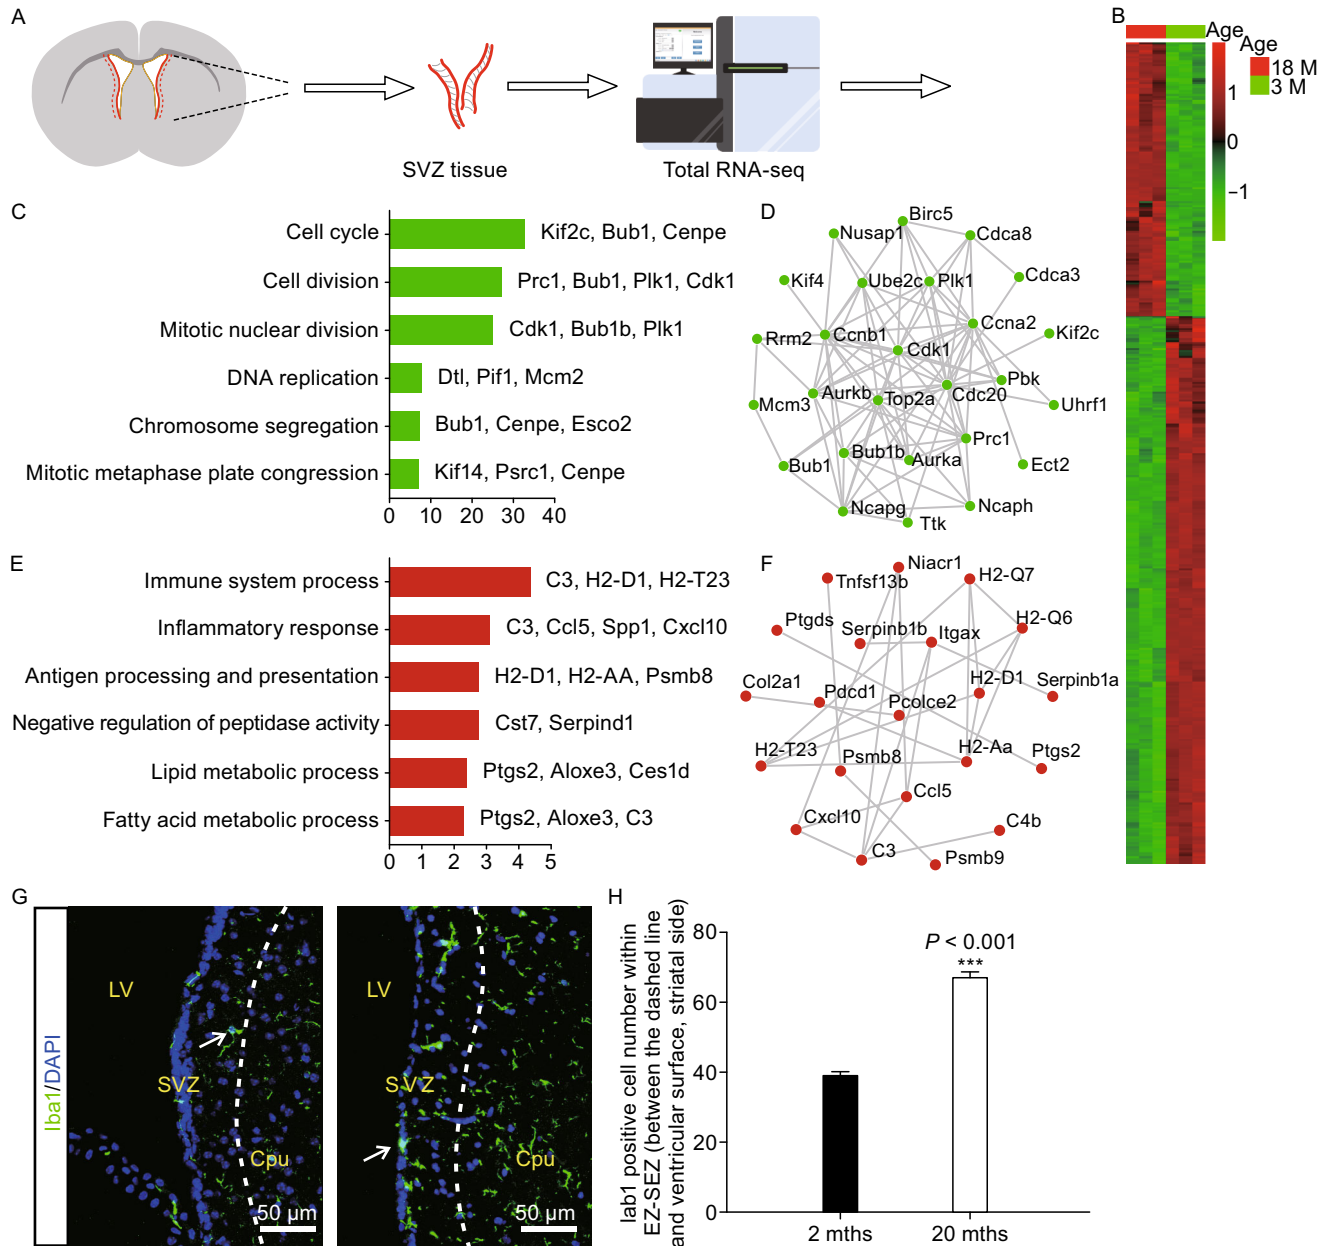 A
SVZ tissue
Total RNA-seq
B
Age
Age
18 M
3 M
1
0
−1
C
Cell cycle
Kif2c, Bub1, Cenpe
Cell division
Prc1, Bub1, Plk1, Cdk1
Mitotic nuclear division
Cdk1, Bub1b, Plk1
DNA replication
Dtl, Pif1, Mcm2
Chromosome segregation
Bub1, Cenpe, Esco2
Mitotic metaphase plate congression
Kif14, Psrc1, Cenpe
0 10 20 30 40
D
Birc5
Nusap1
Cdca8
Kif4
Ube2c
Plk1
Cdca3
Ccna2
Kif2c
Rrm2
Ccnb1
Cdk1
Pbk
Aurkb
Top2a
Cdc20
Mcm3
Uhrf1
Prc1
Bub1
Bub1b
Aurka
Ect2
Ncapg
Ttk
Ncaph
E
Immune system process
C3, H2-D1, H2-T23
Inflammatory response
C3, Ccl5, Spp1, Cxcl10
Antigen processing and presentation
H2-D1, H2-AA, Psmb8
Negative regulation of peptidase activity
Cst7, Serpind1
Lipid metabolic process
Ptgs2, Aloxe3, Ces1d
Fatty acid metabolic process
Ptgs2, Aloxe3, C3
0 1 2 3 4 5
F
Niacr1
Tnfsf13b
H2-Q7
Ptgds
Serpinb1b
Itgax
H2-Q6
Col2a1
Pdcd1
H2-D1
Serpinb1a
Pcolce2
H2-T23
Psmb8
H2-Aa
Ptgs2
Ccl5
Cxcl10
C4b
C3
Psmb9
G
Iba1/DAPI
LV
SVZ
Cpu
50 µm
LV
SVZ
Cpu
50 µm
H
Iab1 positive cell number within
EZ-SEZ (between the dashed line
and ventricular surface, striatal side)
80
60
40
20
0
P < 0.001
***
2 mths
20 mths